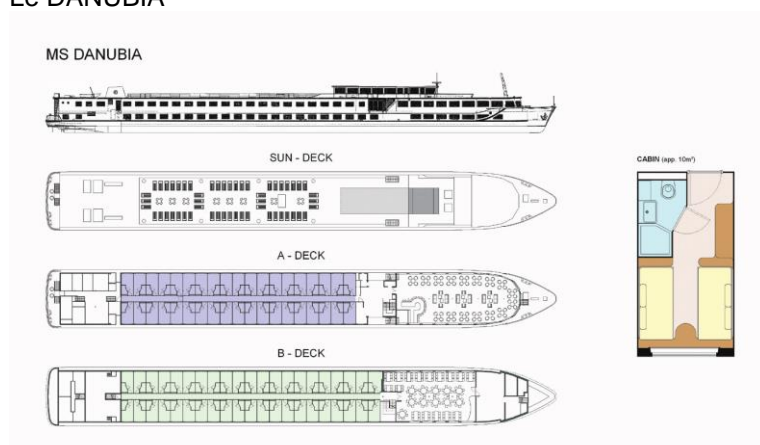 Le DANUBIA
MS DANUBIA
SUN - DECK
CABIN (app. 10m²)
A - DECK
B - DECK